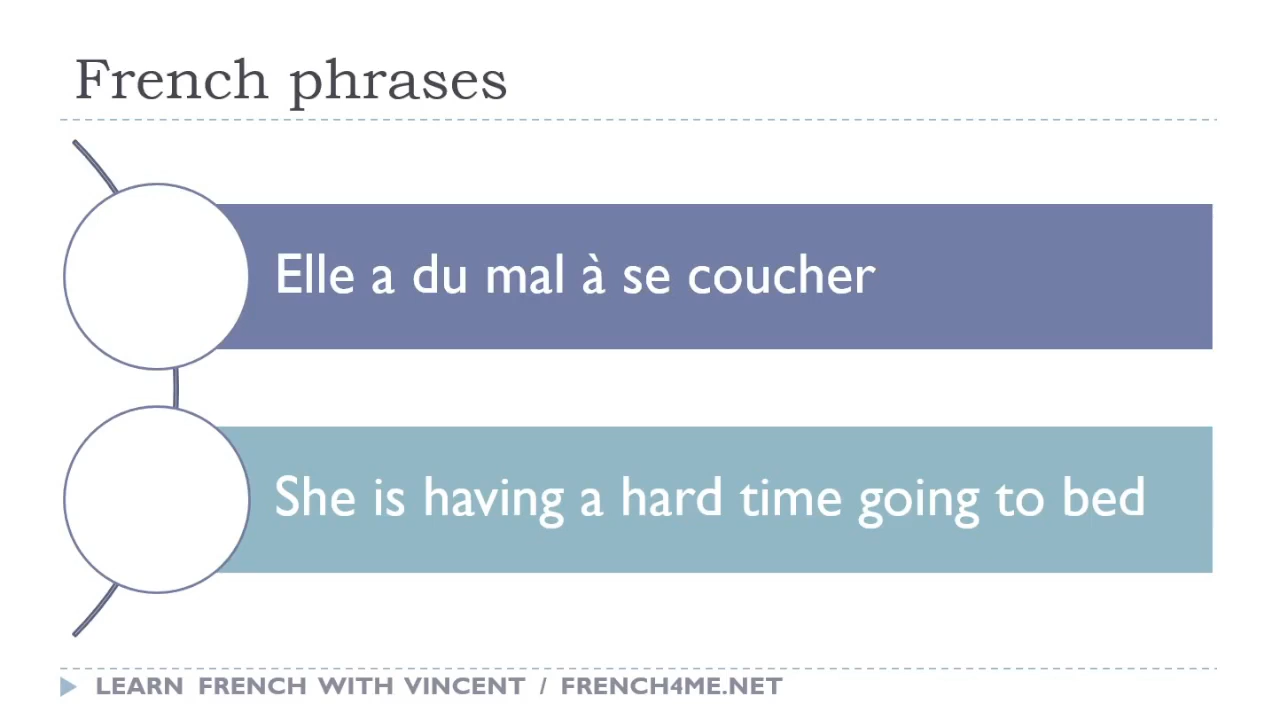 French phrases
Elle a du mal à se coucher
She is having a hard time going to bed
LEARN FRENCH WITH VINCENT / FRENCH4ME.NET